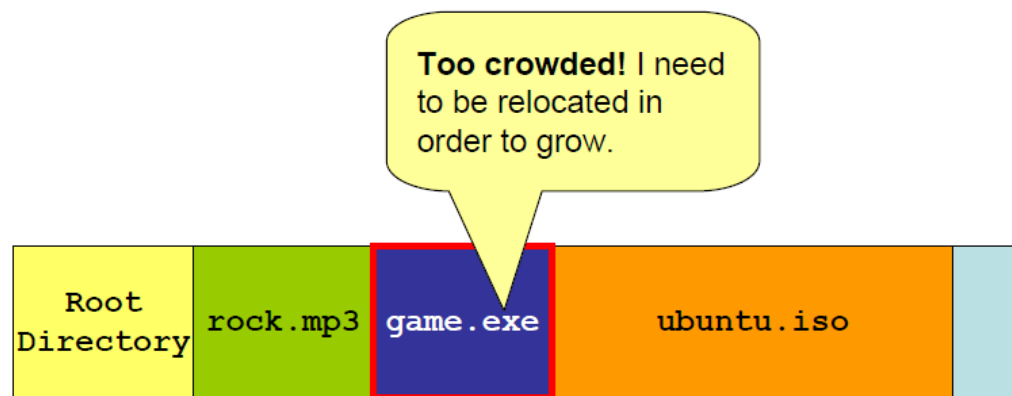 Too crowded! I need
to be relocated in
order to grow.
Root
Directory
rock.mp3
game.exe
ubuntu.iso